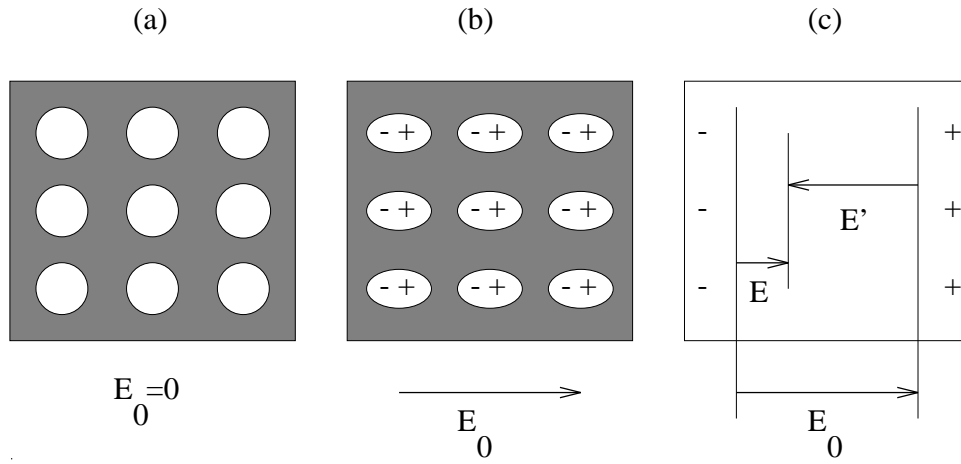 (a) (b) (c)
- + - + - + - +
- + - + - + - +
E'
E
- + - + - + - +
E =0
0
E
0
E
0